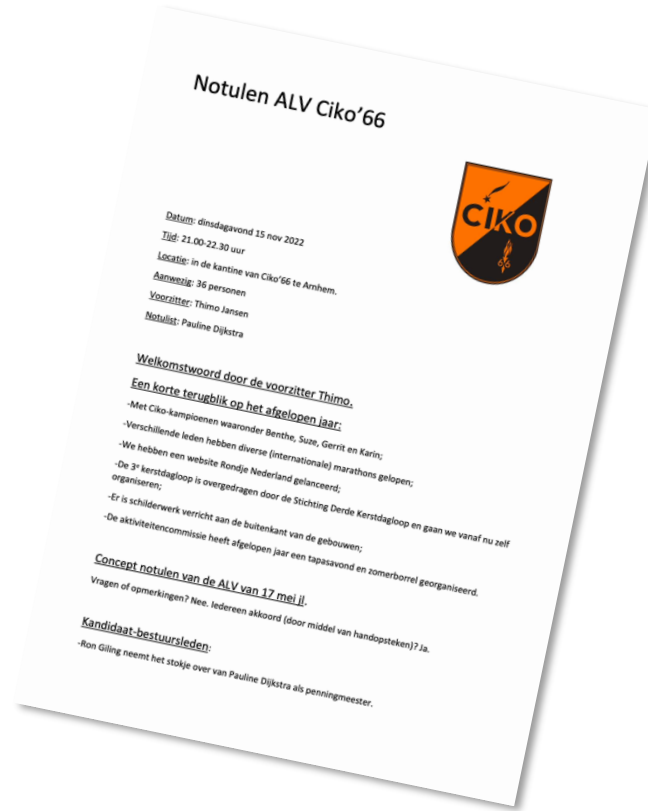 Notulen ALV Ciko'66
CIKO
Datum: dinsdagavond 15 nov 2022
Tijd: 21.00-22.30 uur
Locatie: in de kantine van Ciko'66 te Arnhem.
Aanwezig: 36 personen
Voorzitter: Thimo Jansen
Notulist: Pauline Dijkstra
Welkomstwoord door de voorzitter Thimo.
Een korte terugblik op het afgelopen jaar:
-Met Ciko-kampioenen waaronder Benthe, Suze, Gerrit en Karin;
-Verschillende leden hebben diverse (internationale) marathons gelopen;
-We hebben een website Rondje Nederland gelanceerd;
-De 3e kerstdagloop is overgedragen door de Stichting Derde Kerstdagloop en gaan we vanaf nu zelf
organiseren;
-Er is schilderwerk verricht aan de buitenkant van de gebouwen;
-De aktiviteitencommissie heeft afgelopen jaar een tapasavond en zomerborrel georganiseerd.
Concept notulen van de ALV van 17 mei jl.
Vragen of opmerkingen? Nee. Iedereen akkoord (door middel van handopsteken)? Ja.
Kandidaat-bestuursleden:
-Ron Giling neemt het stokje over van Pauline Dijkstra als penningmeester.